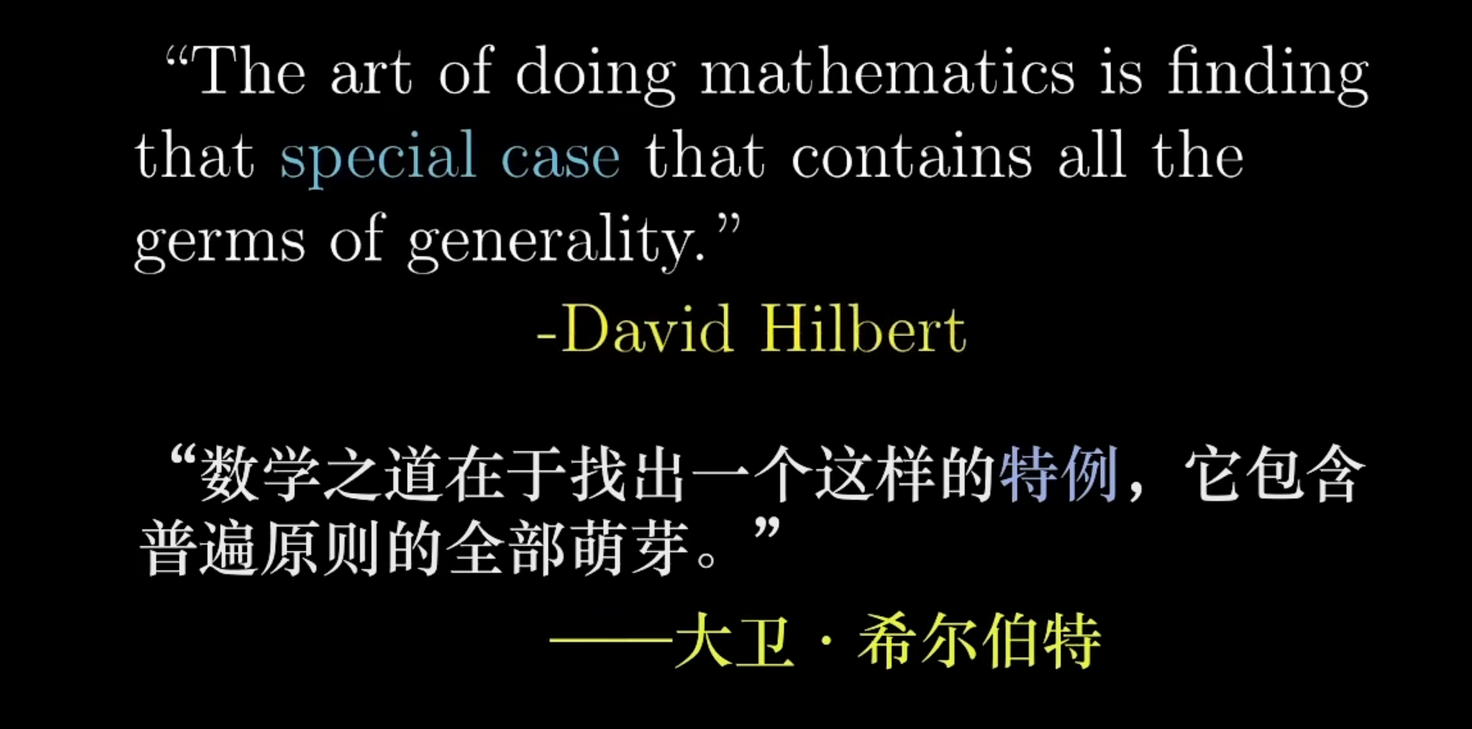 “The art of doing mathematics is finding
that special case that contains all the
germs of generality.”
-David Hilbert
“数学之道在于找出一个这样的特例，它包含
普遍原则的全部萌芽。”
——大卫·希尔伯特